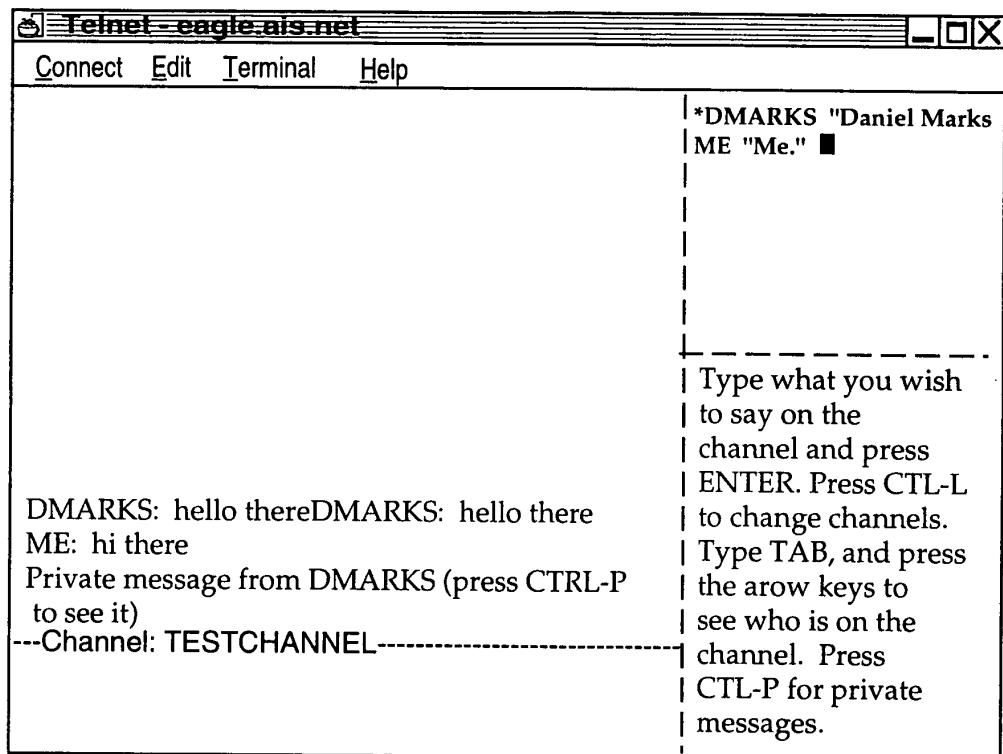 Telnet - eagle.ais.net
Connect Edit Terminal Help
*DMARKS "Daniel Marks
ME "Me."
DMARKS: hello thereDMARKS: hello there
ME: hi there
Private message from DMARKS (press CTRL-P
to see it)
---Channel: TESTCHANNEL----------------------------
Type what you wish
to say on the
channel and press
ENTER. Press CTL-L
to change channels.
Type TAB, and press
the arow keys to
see who is on the
channel. Press
CTL-P for private
messages.